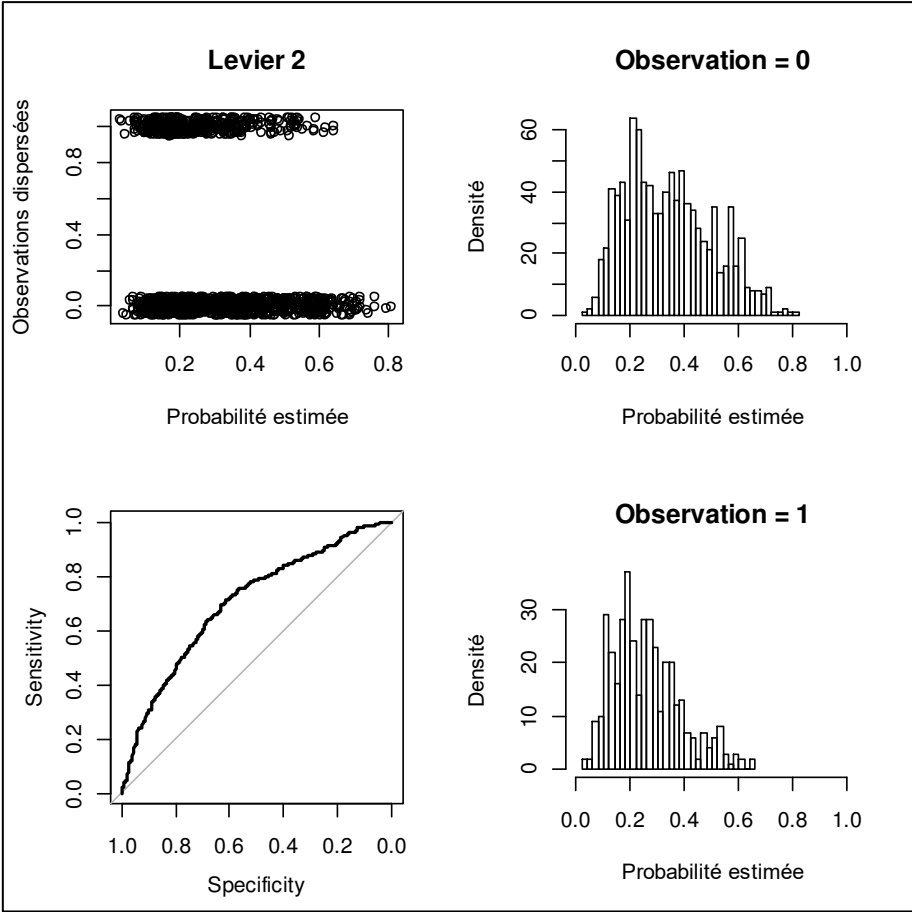 Levier 2
Observations dispersées
0.8
0.4
0.0
0.2 0.4 0.6 0.8
Probabilité estimée
Observation = 0
Densité
60
40
20
0
0.0 0.2 0.4 0.6 0.8 1.0
Probabilité estimée
Sensitivity
1.0
0.8
0.6
0.4
0.2
0.0
1.0 0.8 0.6 0.4 0.2 0.0
Specificity
Observation = 1
Densité
30
20
10
0
0.0 0.2 0.4 0.6 0.8 1.0
Probabilité estimée